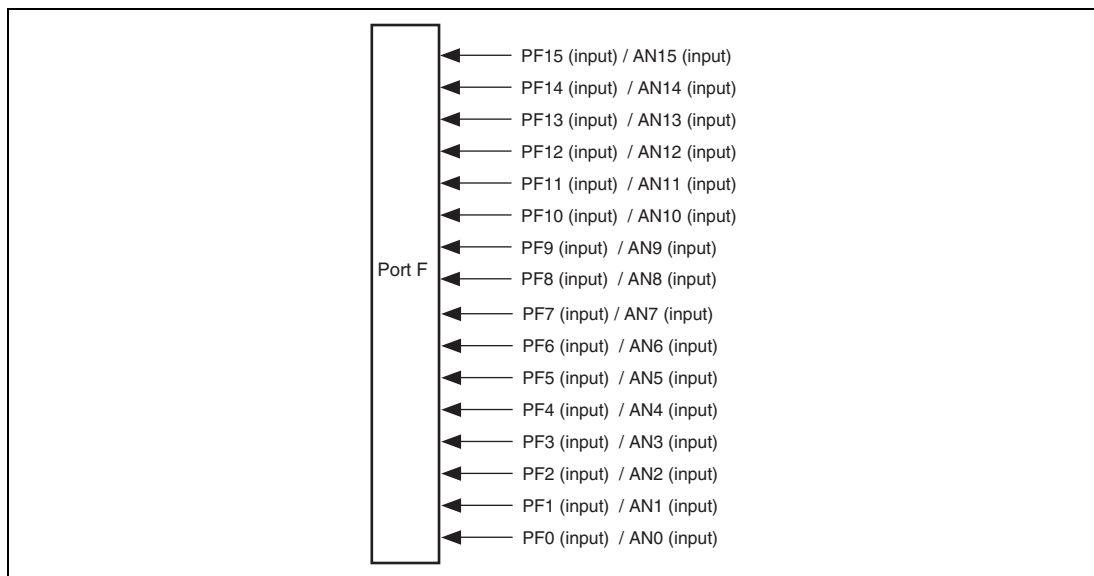 PF15 (input) / AN15 (input)
PF14 (input) / AN14 (input)
PF13 (input) / AN13 (input)
PF12 (input) / AN12 (input)
PF11 (input) / AN11 (input)
PF10 (input) / AN10 (input)
PF9 (input) / AN9 (input)
Port F
PF8 (input) / AN8 (input)
PF7 (input) / AN7 (input)
PF6 (input) / AN6 (input)
PF5 (input) / AN5 (input)
PF4 (input) / AN4 (input)
PF3 (input) / AN3 (input)
PF2 (input) / AN2 (input)
PF1 (input) / AN1 (input)
PF0 (input) / AN0 (input)